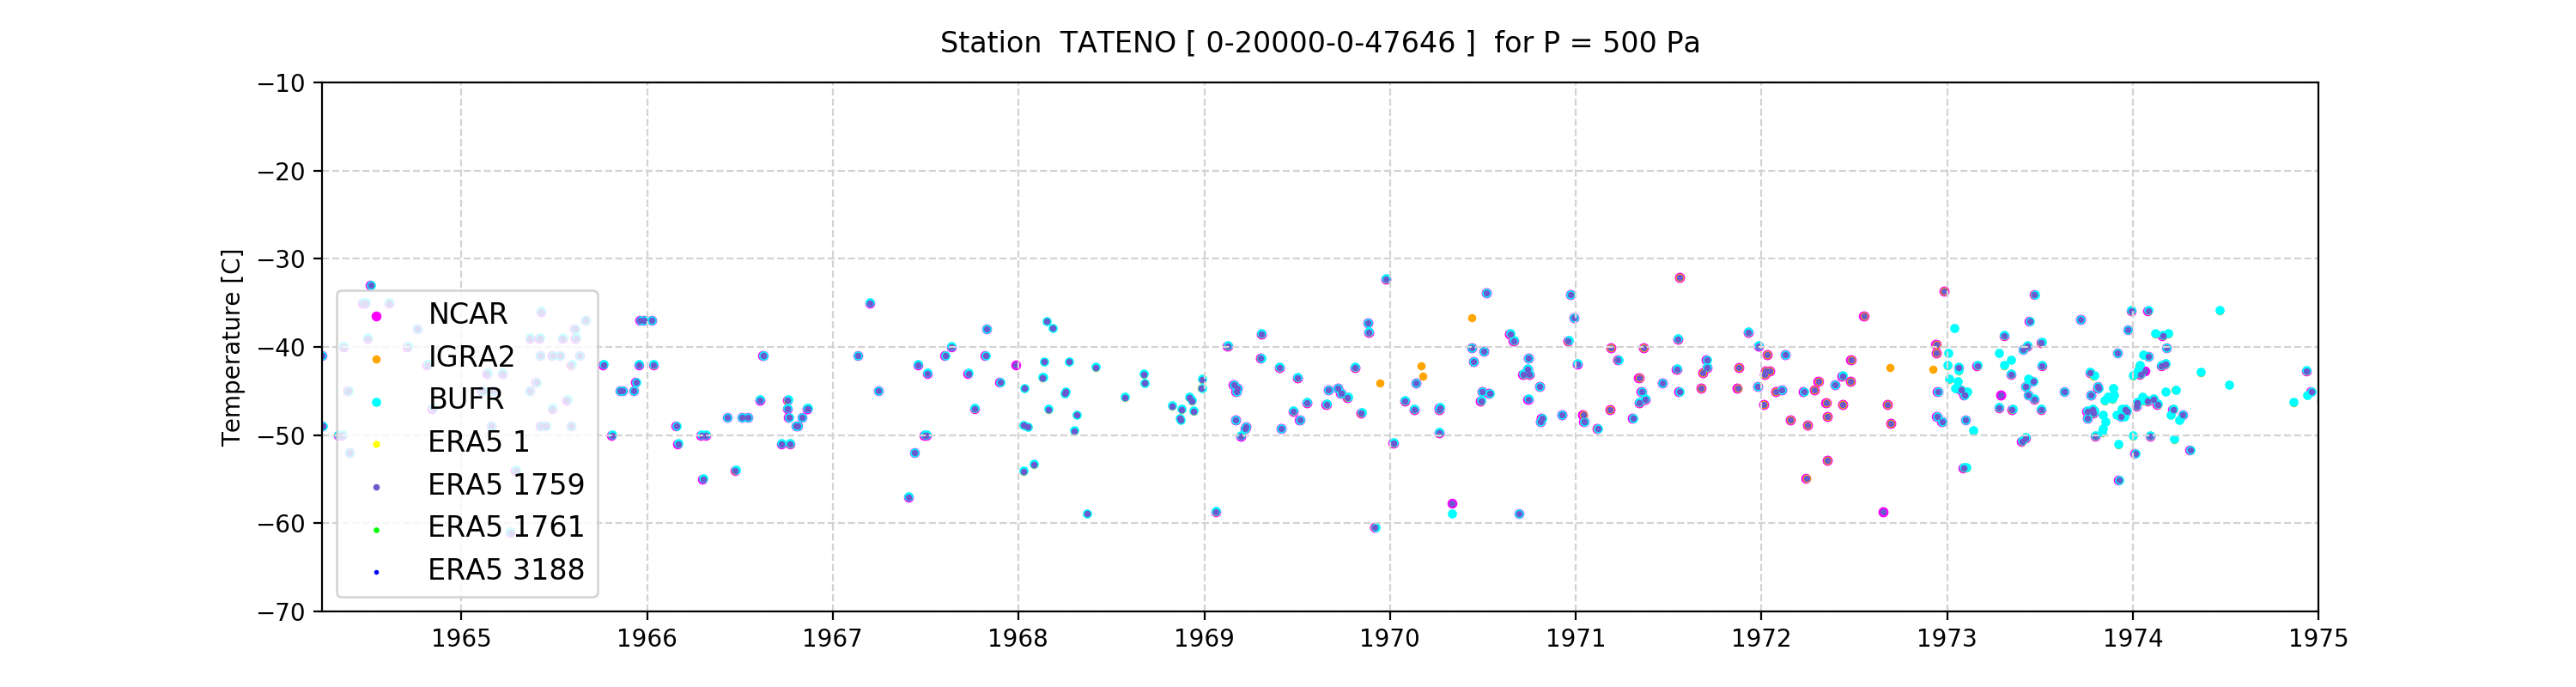 Station TATENO [ 0-20000-0-47646 ] for P = 500 Pa
Temperature [C]
−10
−20
−30
−40
−50
−60
−70
NCAR
IGRA2
BUFR
ERA5 1
ERA5 1759
ERA5 1761
ERA5 3188
1965 1966 1967 1968 1969 1970 1971 1972 1973 1974 1975